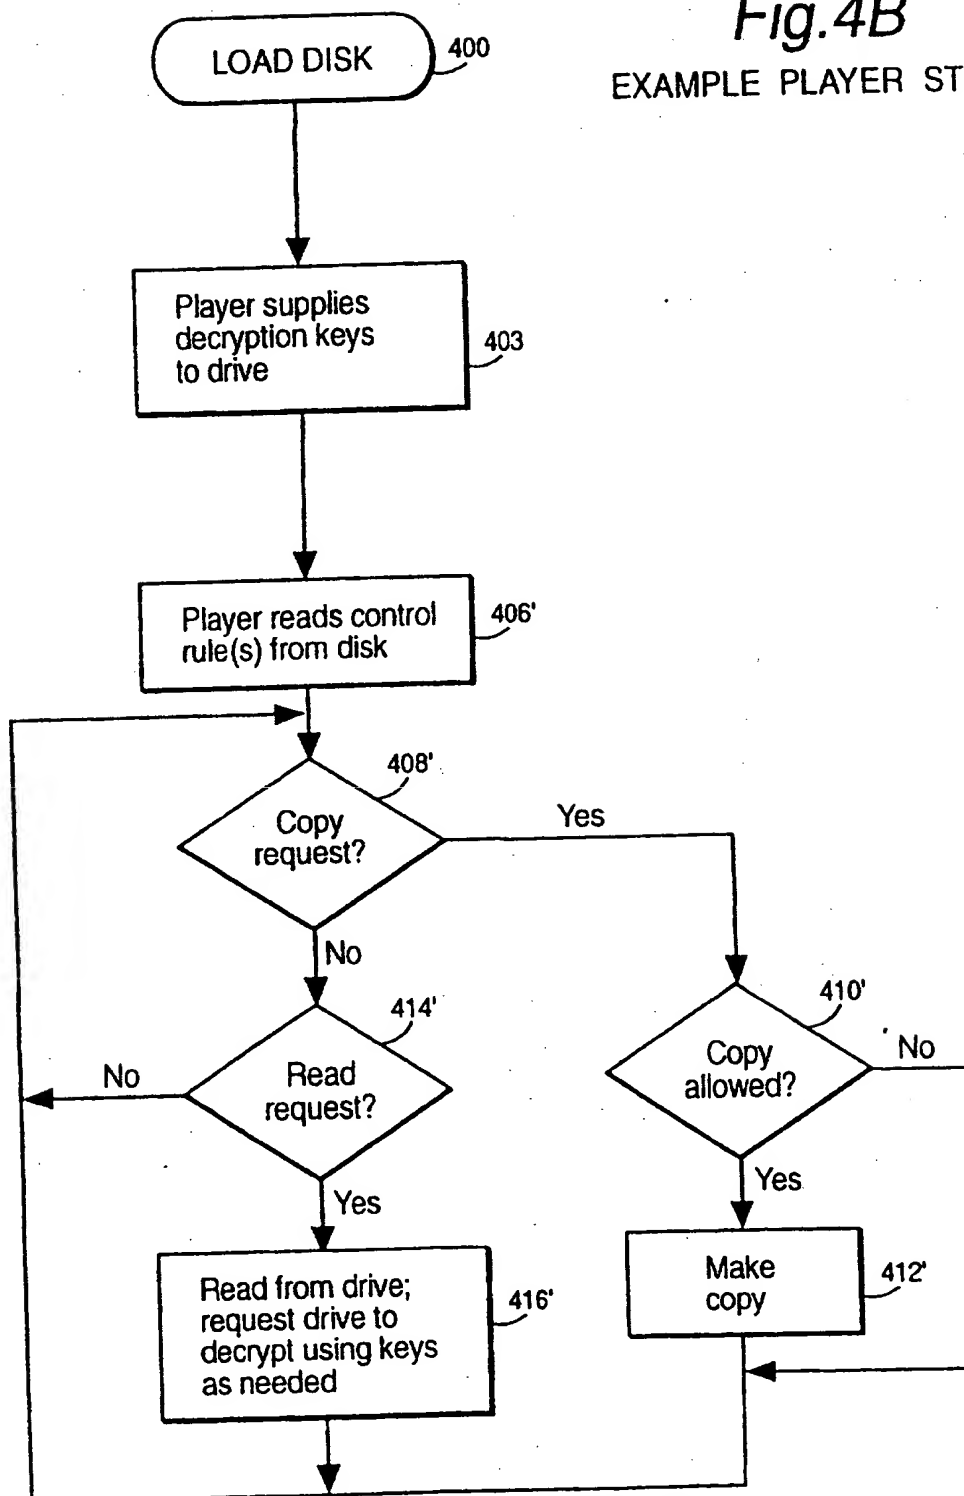 Fig.4B
EXAMPLE PLAYER ST
LOAD DISK
400
Player supplies
decryption keys
to drive
403
Player reads control
rule(s) from disk
406'
408'
Copy
request?
Yes
No
414'
Read
request?
No
Yes
410'
Copy
allowed?
No
Yes
Read from drive;
request drive to
decrypt using keys
as needed
416'
Make
copy
412'